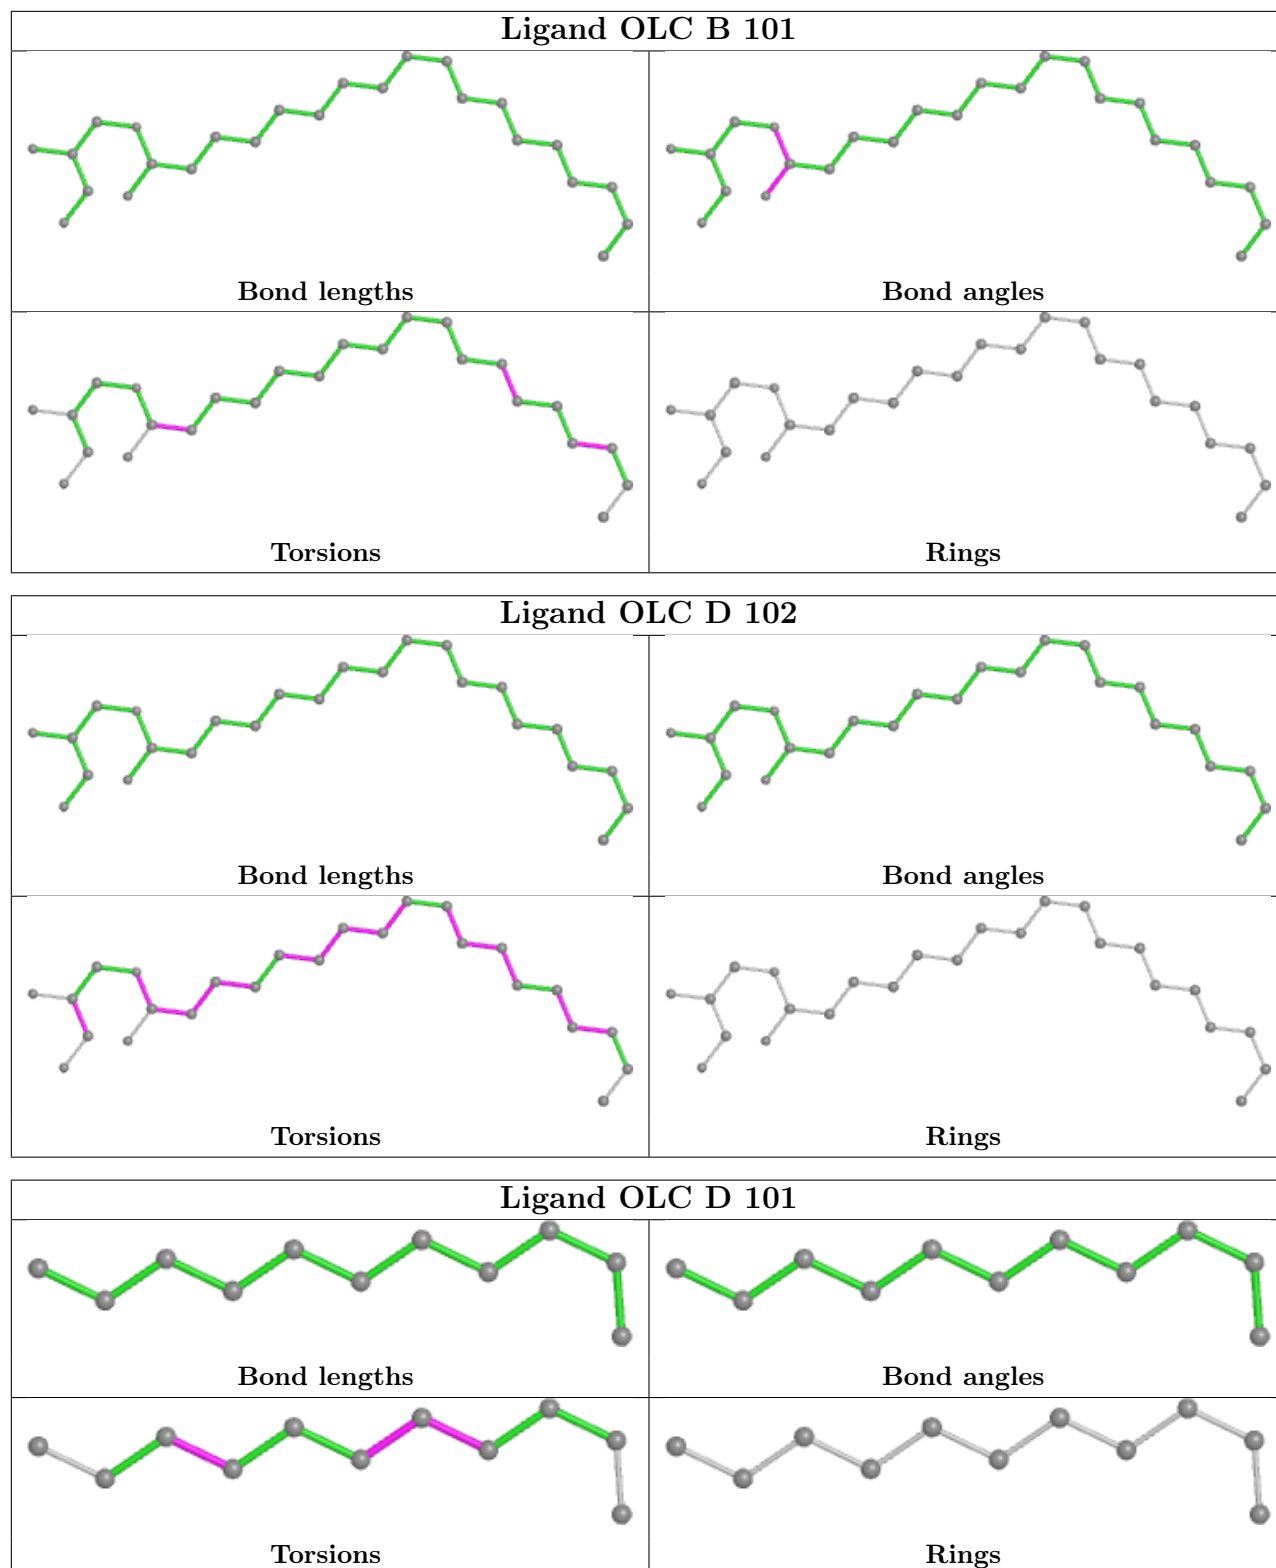 Ligand OLC B 101
Bond lengths
Bond angles
Torsions
Rings
Ligand OLC D 102
Bond lengths
Bond angles
Torsions
Rings
Ligand OLC D 101
Bond lengths
Bond angles
Torsions
Rings